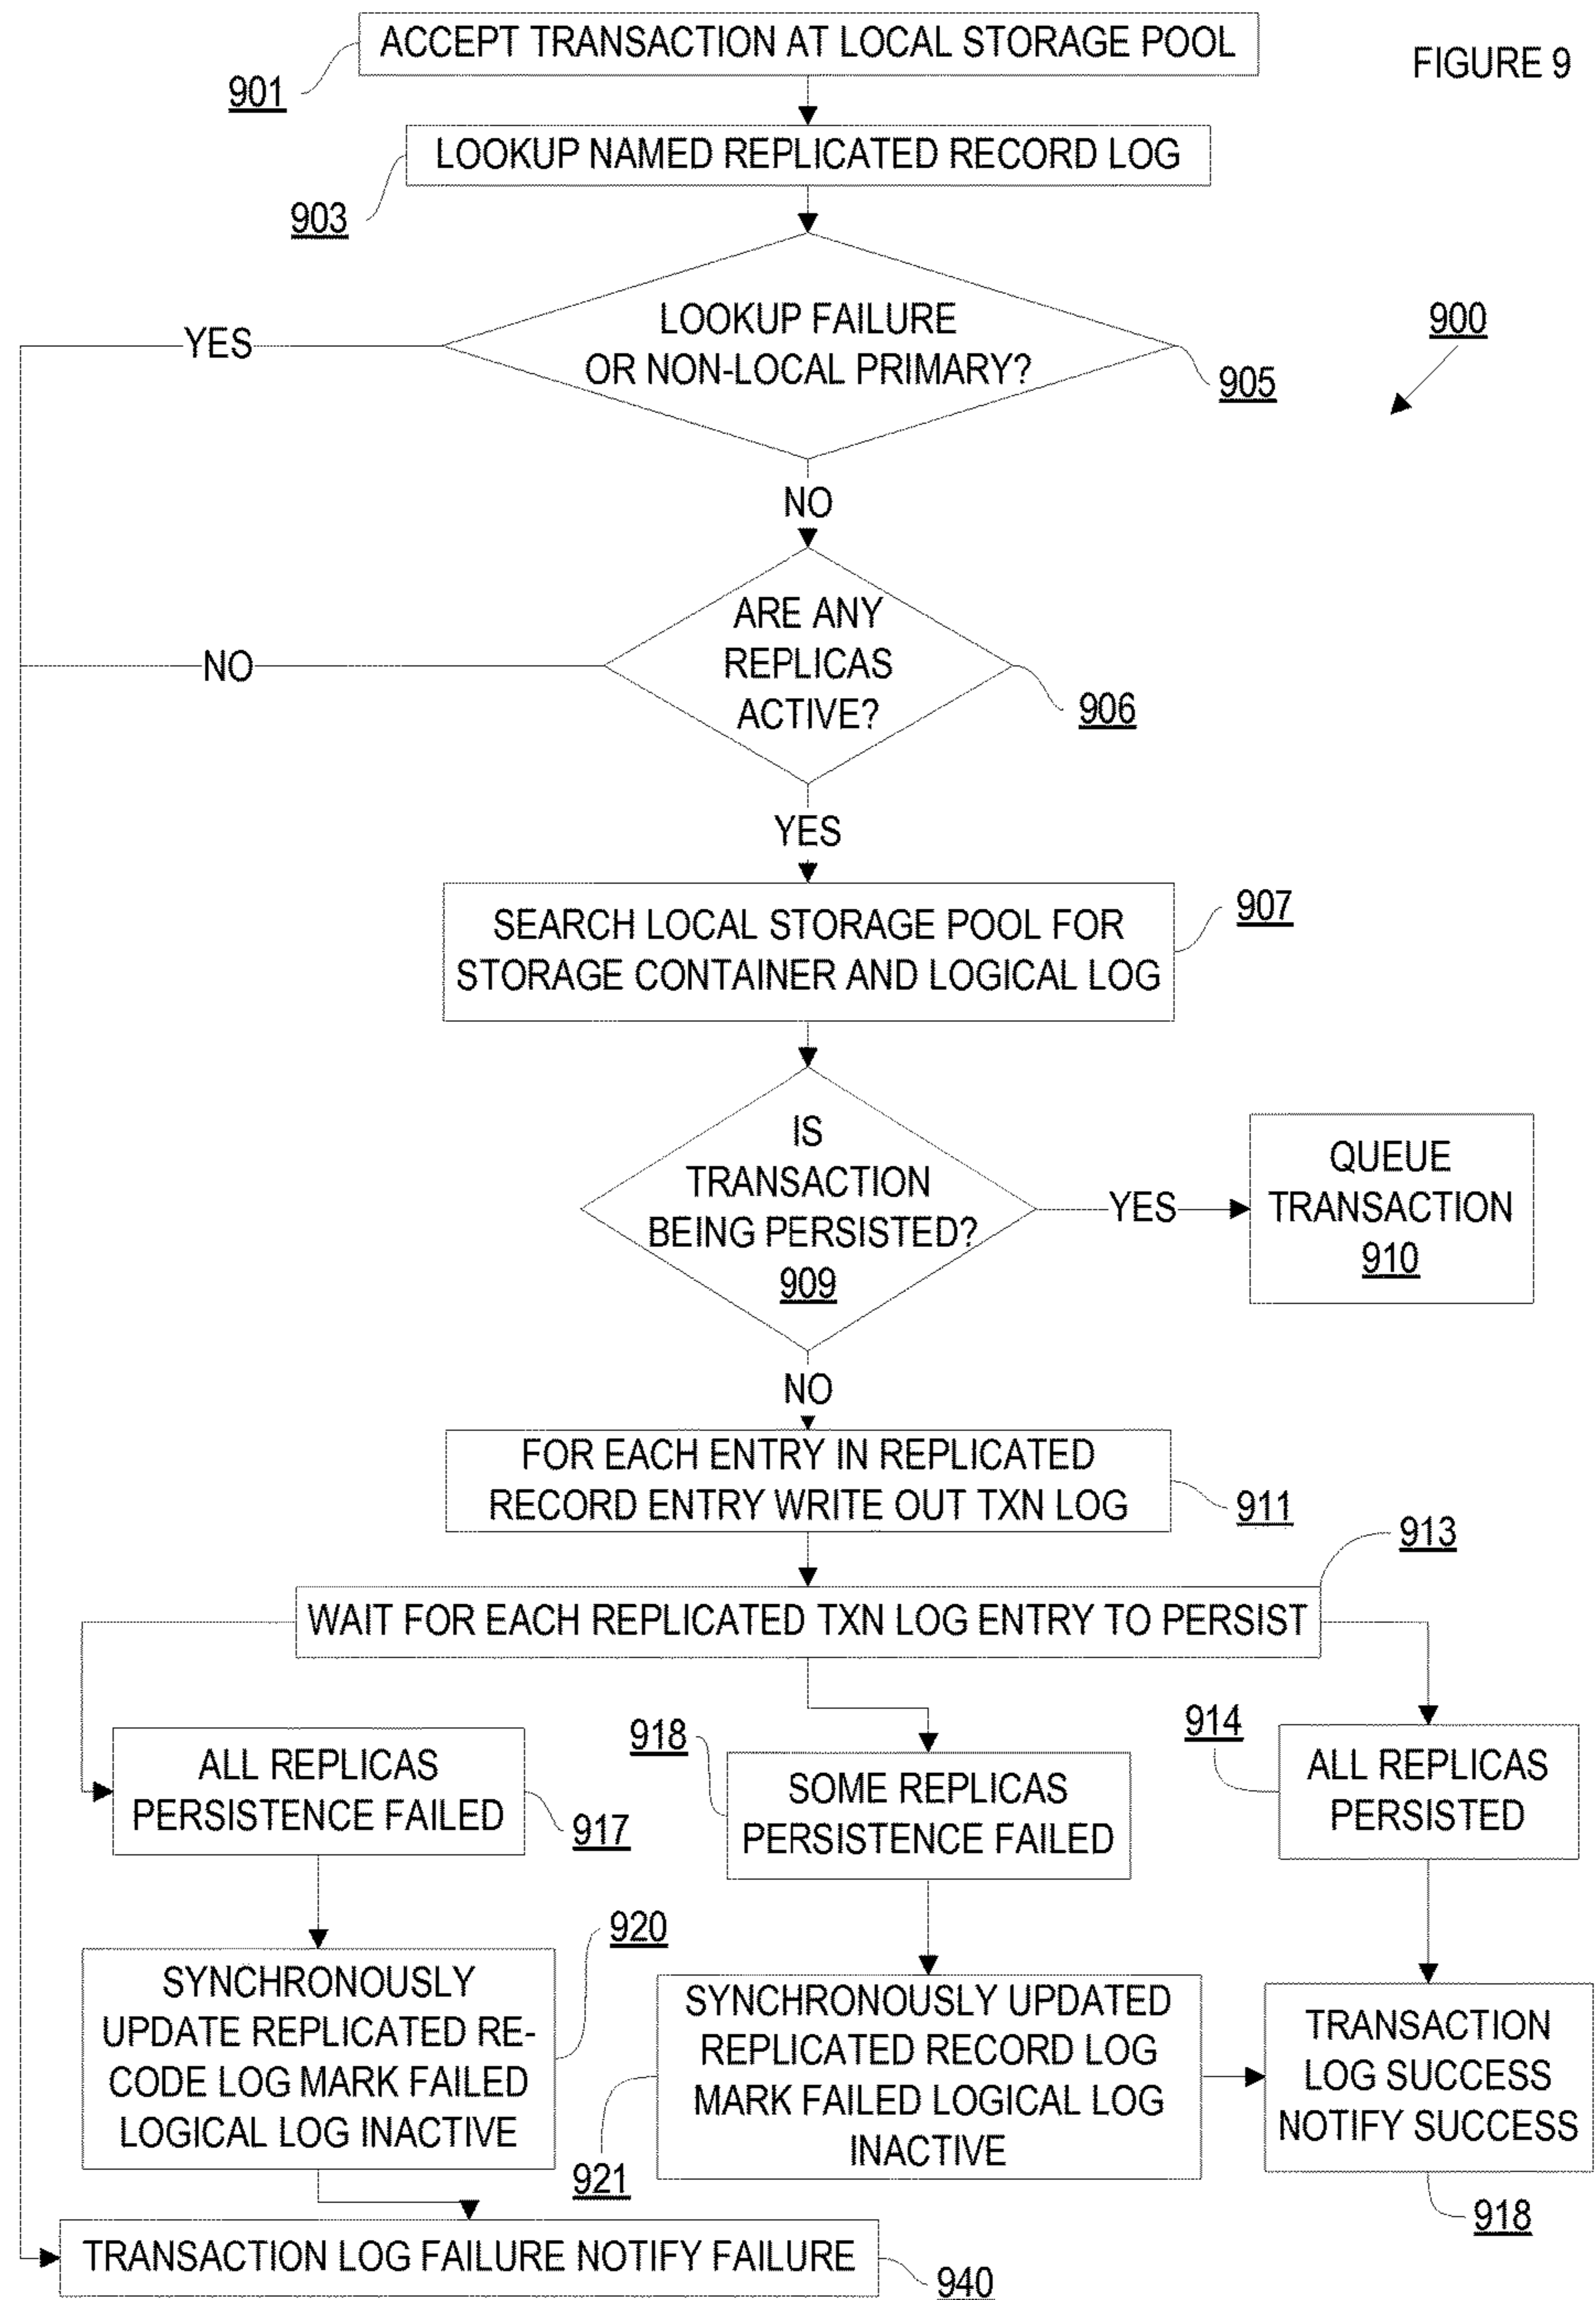 ACCEPT TRANSACTION AT LOCAL STORAGE POOL
FIGURE 9
901
LOOKUP NAMED REPLICATED RECORD LOG
903
LOOKUP FAILURE
OR NON-LOCAL PRIMARY?
YES
900
905
NO
ARE ANY
REPLICAS
ACTIVE?
NO
906
YES
SEARCH LOCAL STORAGE POOL FOR
STORAGE CONTAINER AND LOGICAL LOG
907
IS
TRANSACTION
BEING PERSISTED?
909
YES
QUEUE
TRANSACTION
910
NO
FOR EACH ENTRY IN REPLICATED
RECORD ENTRY WRITE OUT TXN LOG
911
913
WAIT FOR EACH REPLICATED TXN LOG ENTRY TO PERSIST
ALL REPLICAS
PERSISTENCE FAILED
917
918
SOME REPLICAS
PERSISTENCE FAILED
914
ALL REPLICAS
PERSISTED
920
SYNCHRONOUSLY
UPDATE REPLICATED RE-
CODE LOG MARK FAILED
LOGICAL LOG INACTIVE
SYNCHRONOUSLY UPDATED
REPLICATED RECORD LOG
MARK FAILED LOGICAL LOG
INACTIVE
921
TRANSACTION
LOG SUCCESS
NOTIFY SUCCESS
918
TRANSACTION LOG FAILURE NOTIFY FAILURE
940